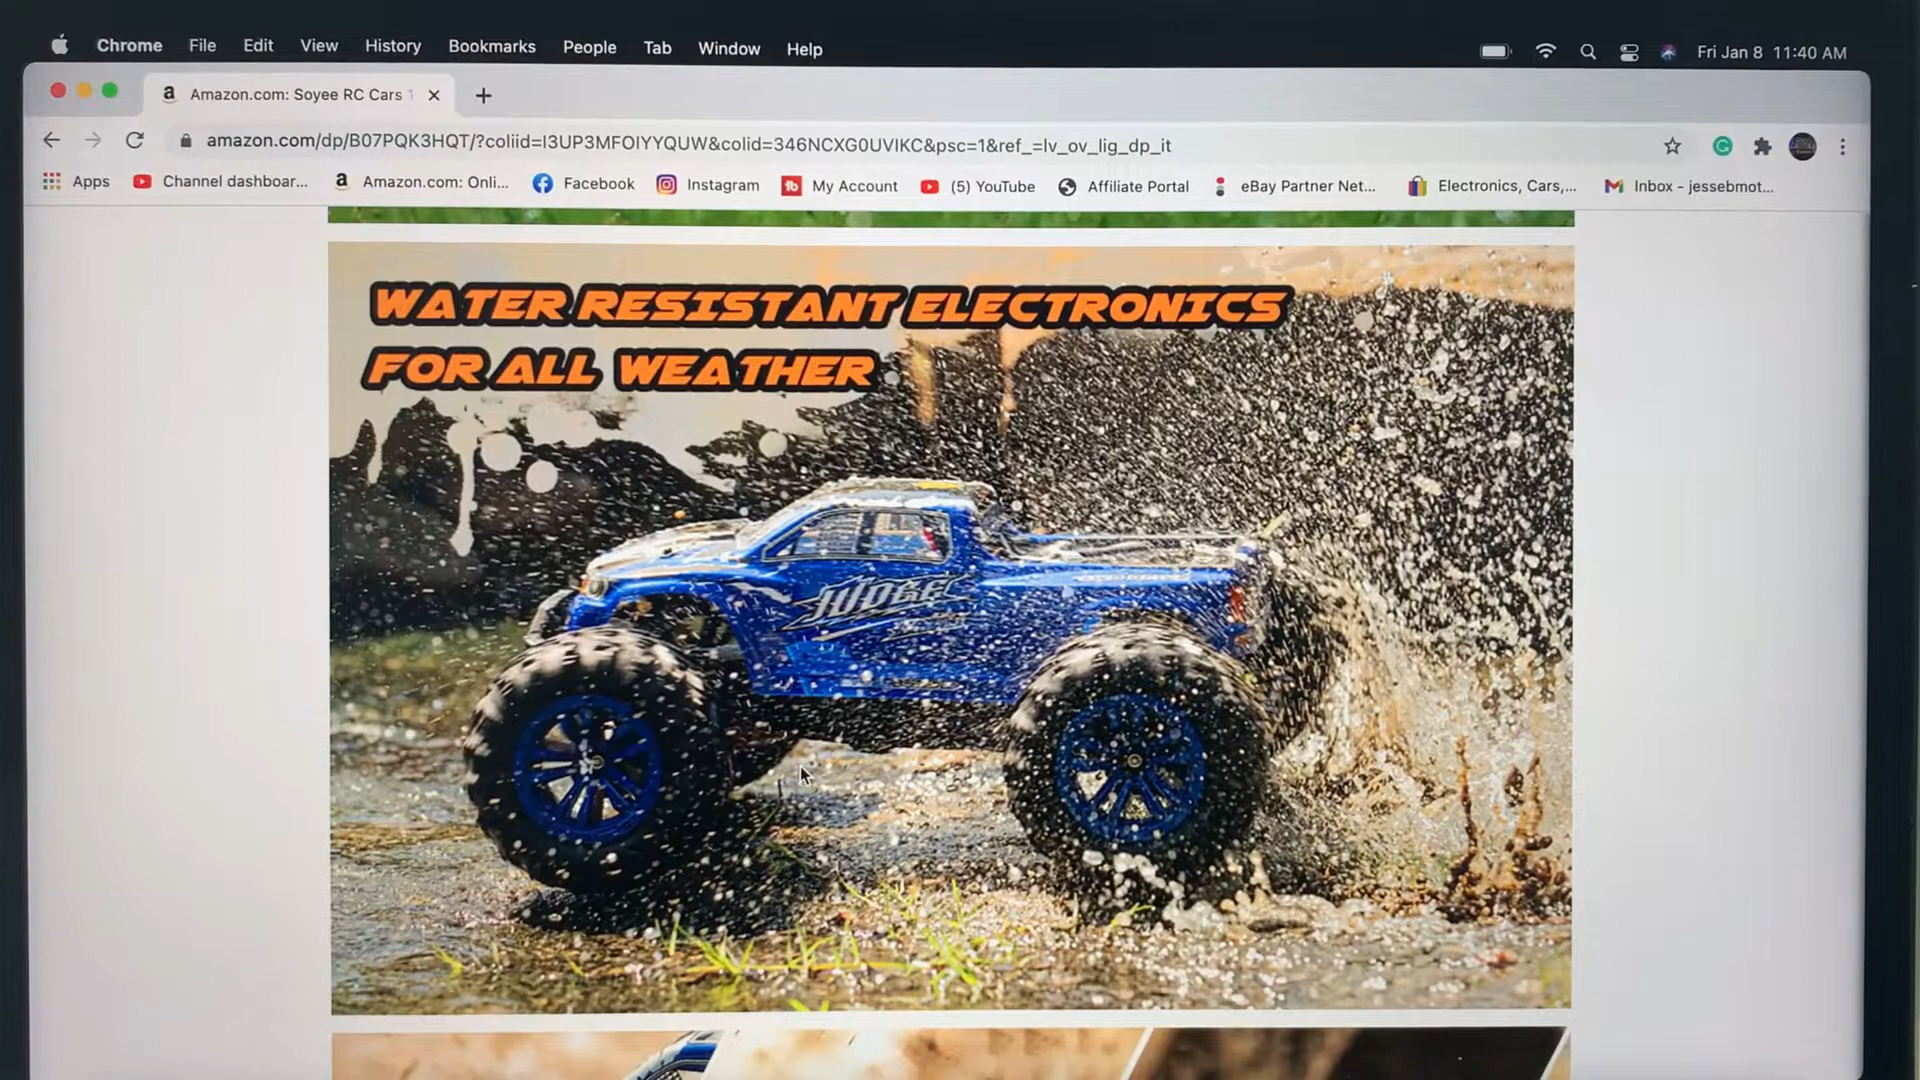 Chrome File Edit View History Bookmarks People Tab Window Help Fri Jan 8 11:40 AM
Amazon.com: Soyee RC Cars 1
amazon.com/dp/B07PQK3HQT/?coliid=I3UP3MFOIYYQUW&colid=346NCXG0UVIKC&psc=1&ref_=lv_ov_lig_dp_it
Apps Channel dashboar... Amazon.com: Onli... Facebook Instagram My Account (5) YouTube Affiliate Portal eBay Partner Net... Electronics, Cars,... Inbox - jessebmot...
WATER RESISTANT ELECTRONICS
FOR ALL WEATHER
JUDGE